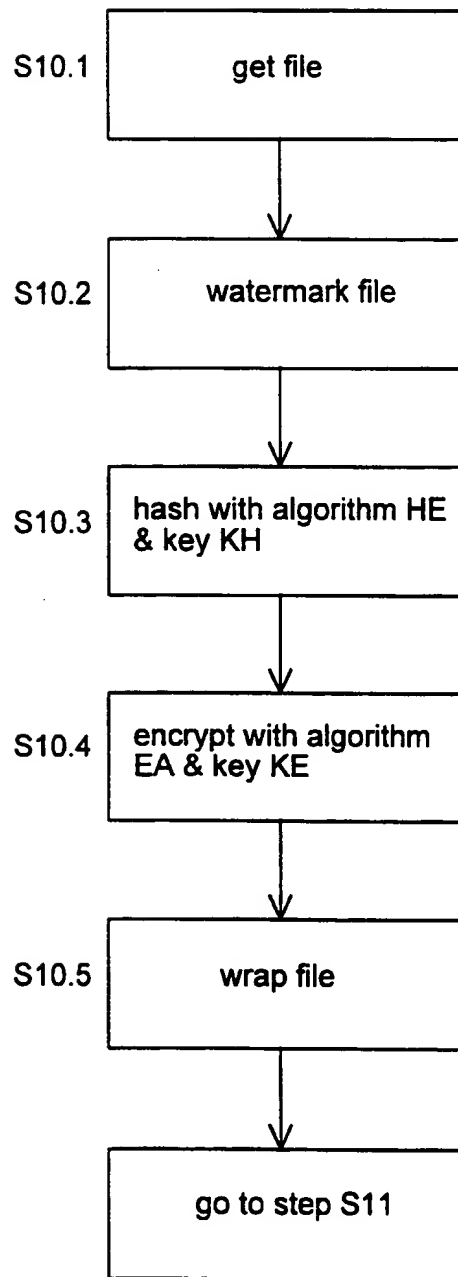 S10.1
get file
S10.2
watermark file
S10.3
hash with algorithm HE
& key KH
S10.4
encrypt with algorithm
EA & key KE
S10.5
wrap file
go to step S11